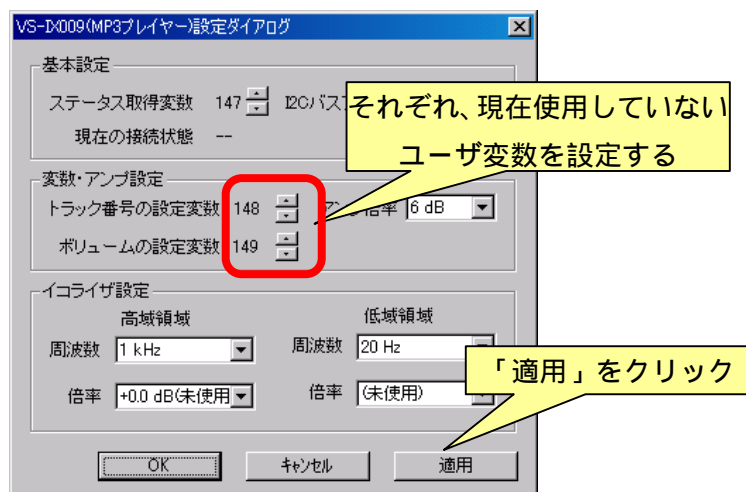 VS-IX009(MP3プレイヤー)設定ダイアログ
基本設定
ステータス取得変数 147 I2Cバスア
それぞれ、現在使用していない
ユーザ変数を設定する
現在の接続状態 --
変数・アンプ設定
トラック番号の設定変数 148 倍率 6 dB
ボリュームの設定変数 149
イコライザ設定
高域領域 低域領域
周波数 1 kHz 周波数 20 Hz
倍率 +0.0 dB(未使用 倍率 (未使用)
「適用」をクリック
OK キャンセル 適用